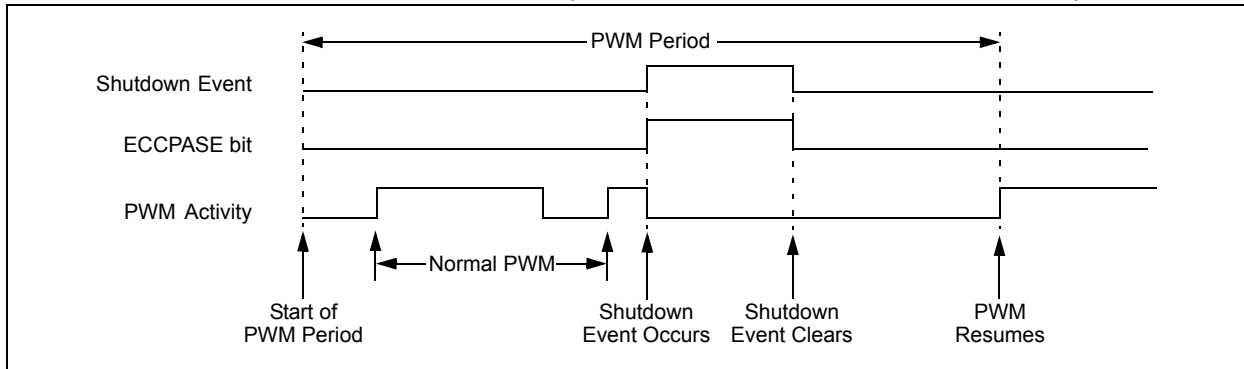 PWM Period
Shutdown Event
ECCPASE bit
PWM Activity
Normal PWM
Start of
PWM Period
Shutdown
Event Occurs
Shutdown
Event Clears
PWM
Resumes